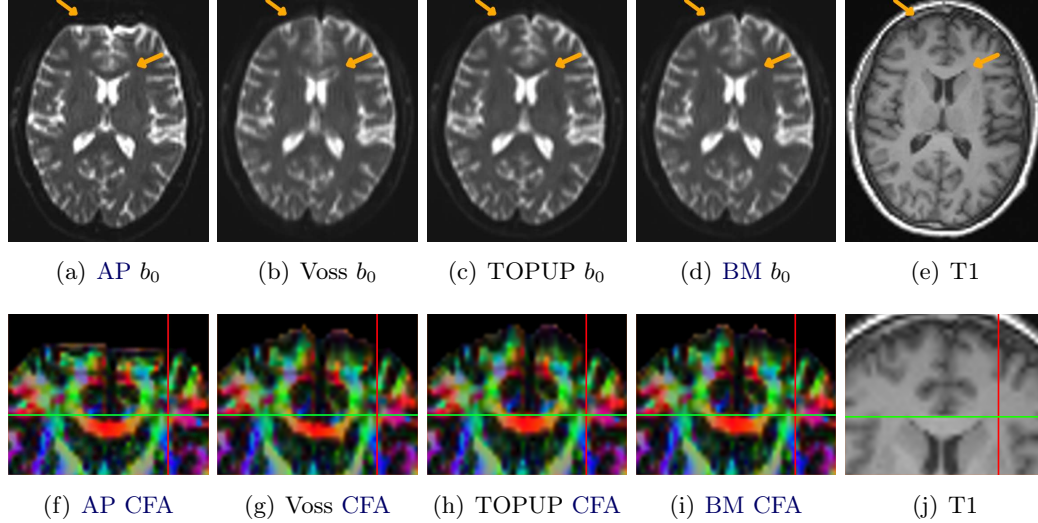 (a) AP b₀ (b) Voss b₀ (c) TOPUP b₀ (d) BM b₀ (e) T1
(f) AP CFA (g) Voss CFA (h) TOPUP CFA (i) BM CFA (j) T1